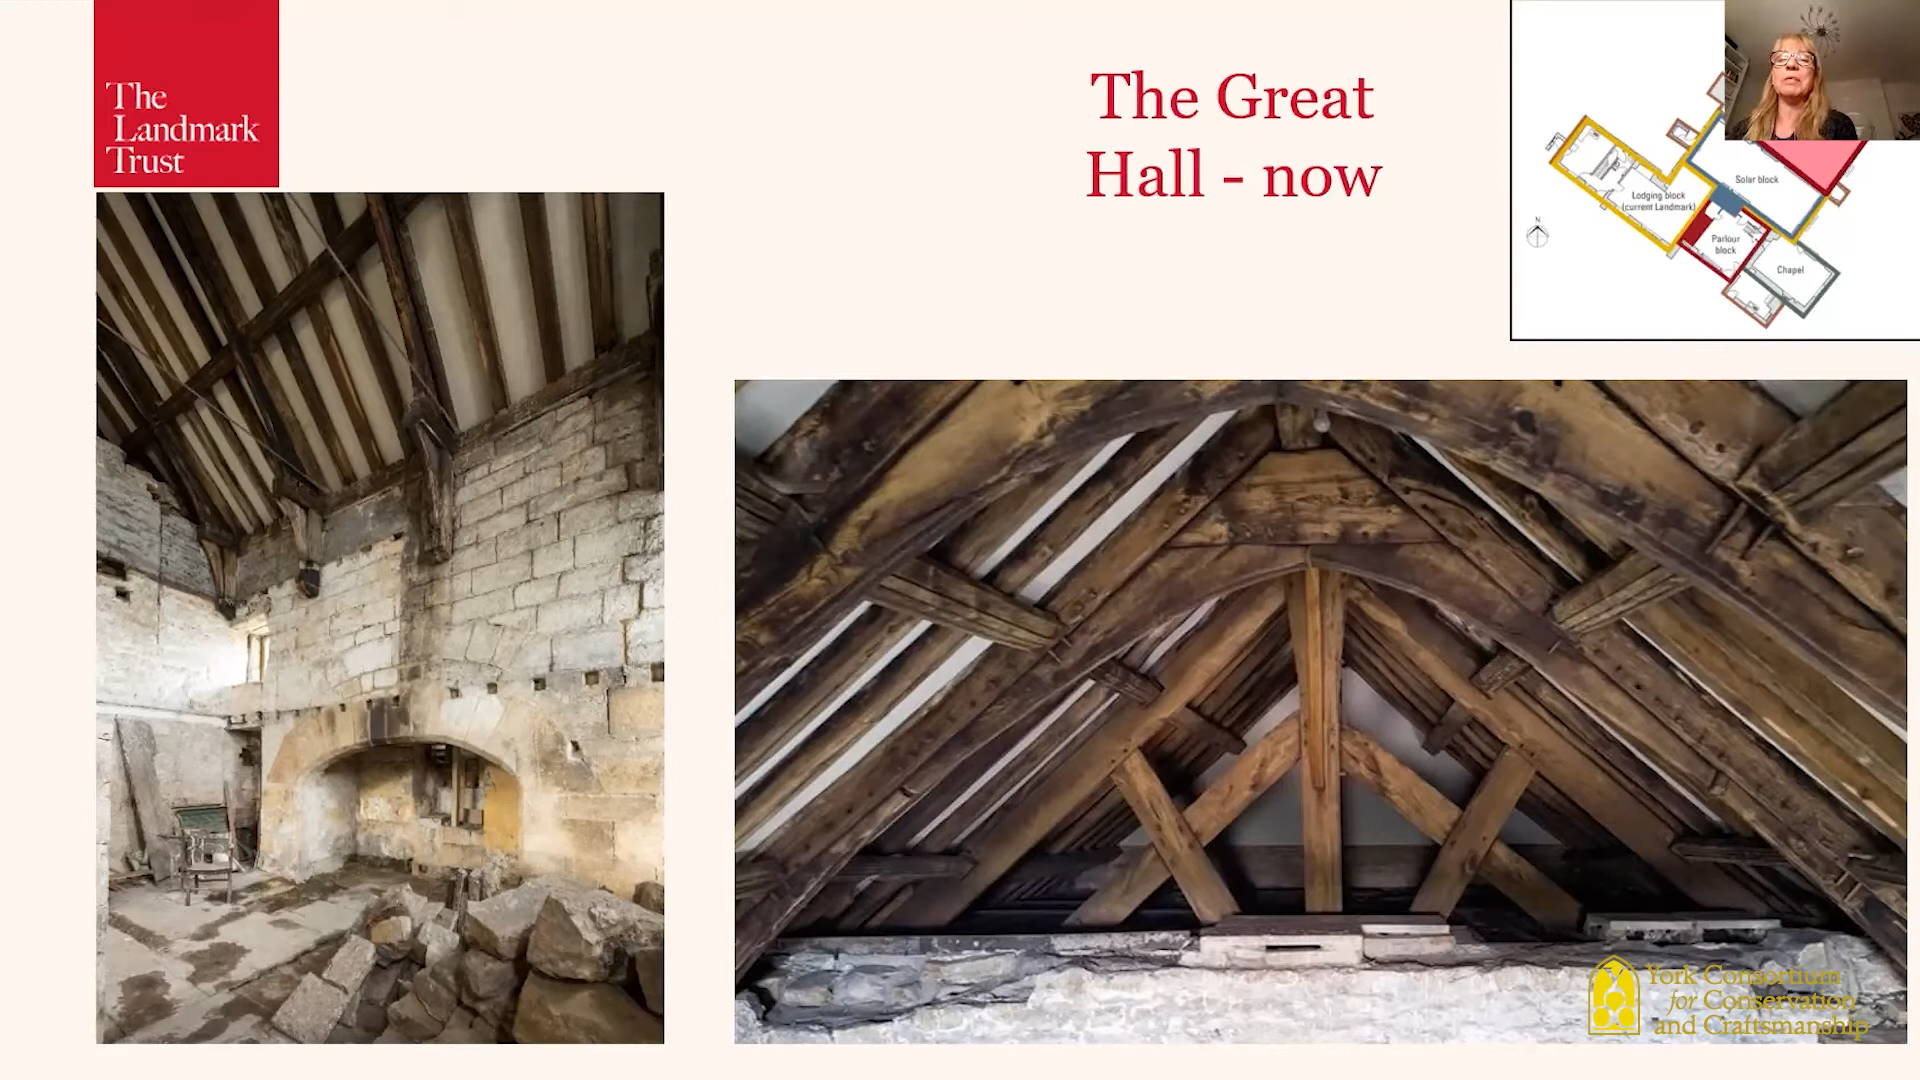 The
Landmark
Trust
The Great
Hall - now
Solar block
Lodging block
(current Landmark)
Parlour
block
Chapel
N
York Consortium
for Conservation
and Craftsmanship